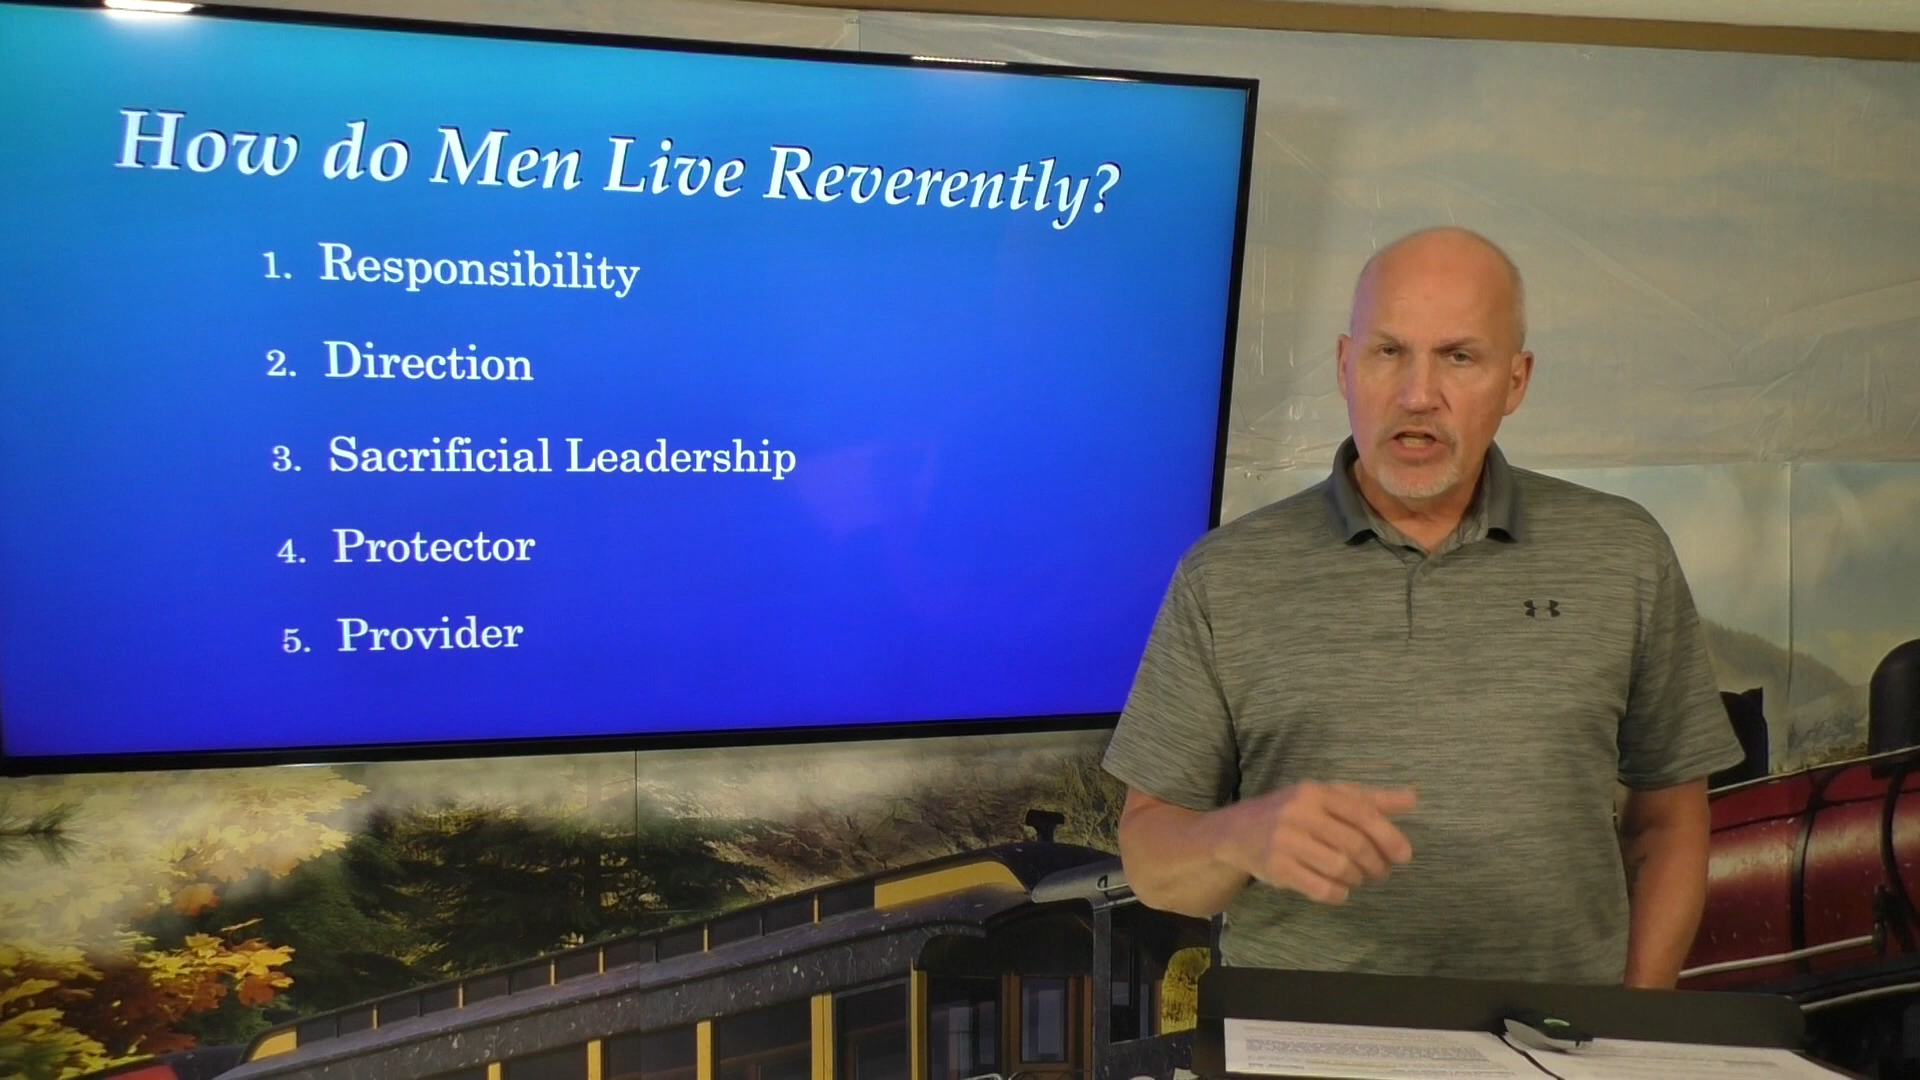 How do Men Live Reverently?
1. Responsibility
2. Direction
3. Sacrificial Leadership
4. Protector
5. Provider